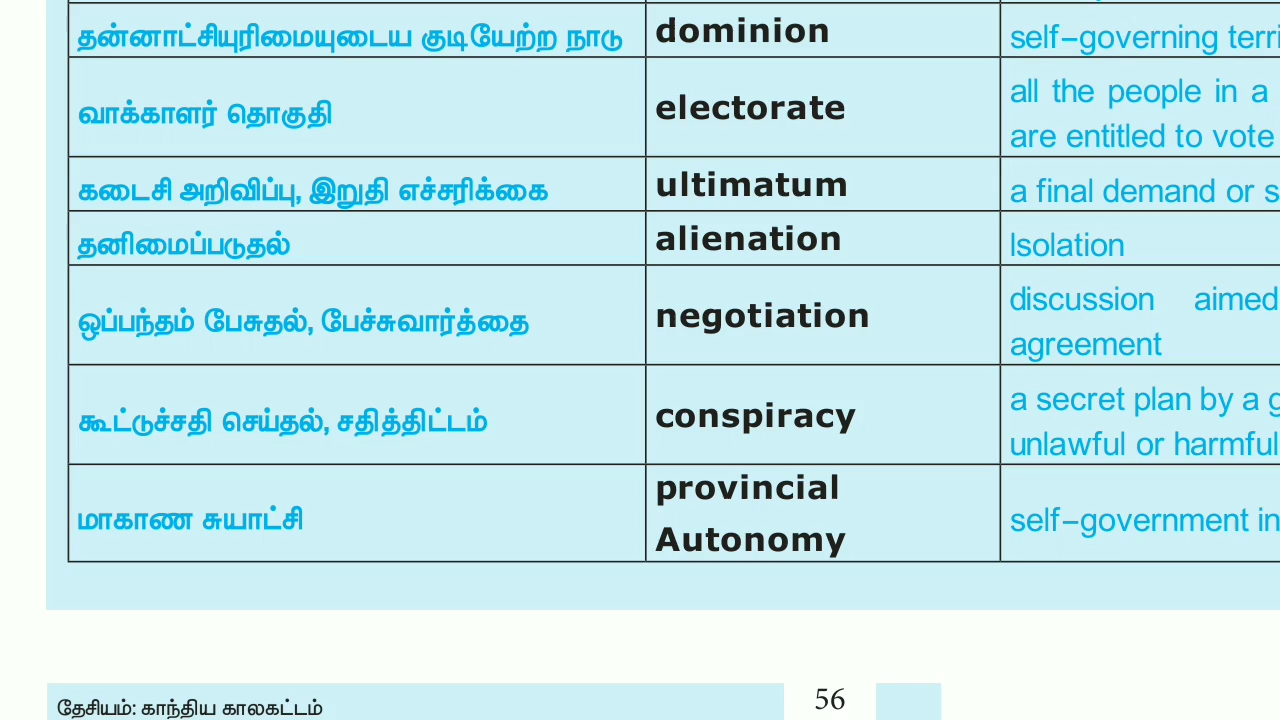 தன்னாட்சியுரிமையுடைய குடியேற்ற நாடு dominion self-governing terri
வாக்காளர் தொகுதி electorate all the people in a
are entitled to vote
கடைசி அறிவிப்பு, இறுதி எச்சரிக்கை ultimatum a final demand or s
தனிமைப்படுதல் alienation Isolation
ஒப்பந்தம் பேசுதல், பேச்சுவார்த்தை negotiation discussion aimed
agreement
கூட்டுச்சதி செய்தல், சதித்திட்டம் conspiracy a secret plan by a g
unlawful or harmful
மாகாண சுயாட்சி provincial
Autonomy self-government in
தேசியம்: காந்திய காலகட்டம் 56